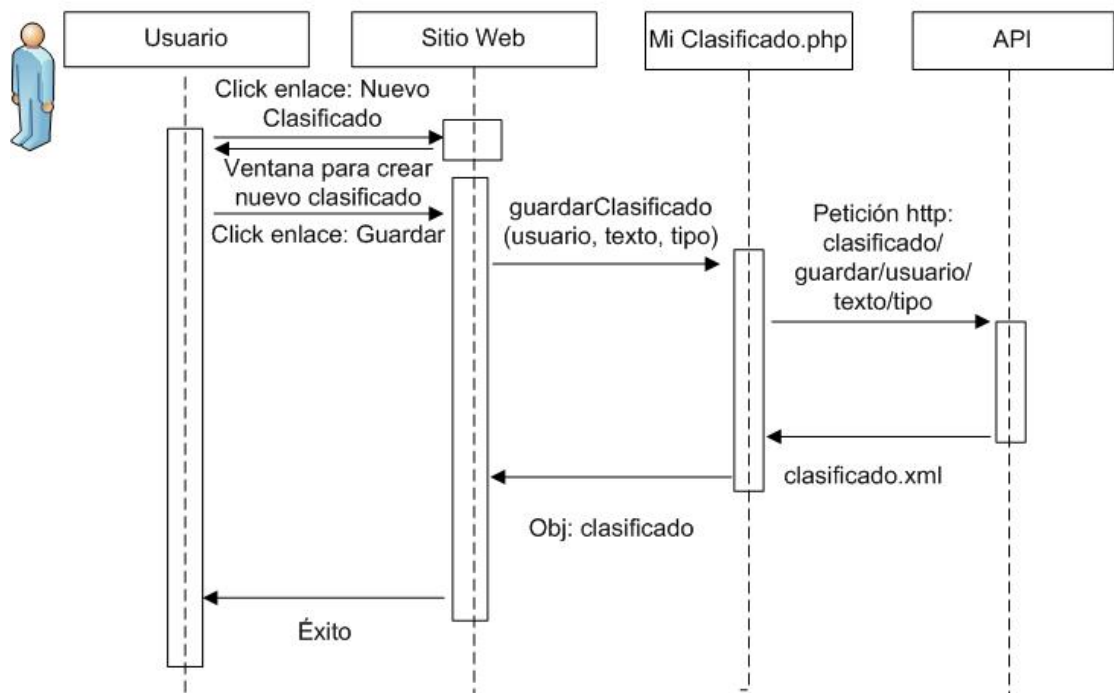 Usuario
Sitio Web
Mi Clasificado.php
API
Click enlace: Nuevo
Clasificado
Ventana para crear
nuevo clasificado
Click enlace: Guardar
guardarClasificado
(usuario, texto, tipo)
Petición http:
clasificado/
guardar/usuario/
texto/tipo
clasificado.xml
Obj: clasificado
Éxito